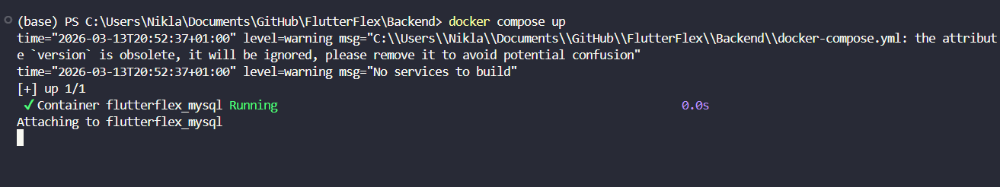 (base) PS C:\Users\Nikla\Documents\GitHub\FlutterFlex\Backend> docker compose up
time="2026-03-13T20:52:37+01:00" level=warning msg="C:\\Users\\Nikla\\Documents\\GitHub\\FlutterFlex\\Backend\\docker-compose.yml: the attribut
e `version` is obsolete, it will be ignored, please remove it to avoid potential confusion"
time="2026-03-13T20:52:37+01:00" level=warning msg="No services to build"
[+] up 1/1
✔ Container flutterflex_mysql Running 0.0s
Attaching to flutterflex_mysql